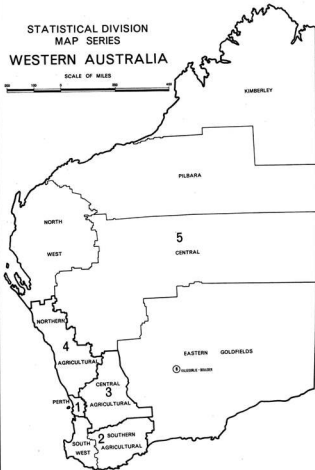 STATISTICAL DIVISION
MAP SERIES
WESTERN AUSTRALIA
SCALE OF MILES
KIMBERLEY
PILBARA
NORTH
WEST
5
CENTRAL
NORTHERN
4
AGRICULTURAL
CENTRAL
3
AGRICULTURAL
EASTERN GOLDFIELDS
PERTH
1
2
SOUTHERN
AGRICULTURAL
SOUTH
WEST